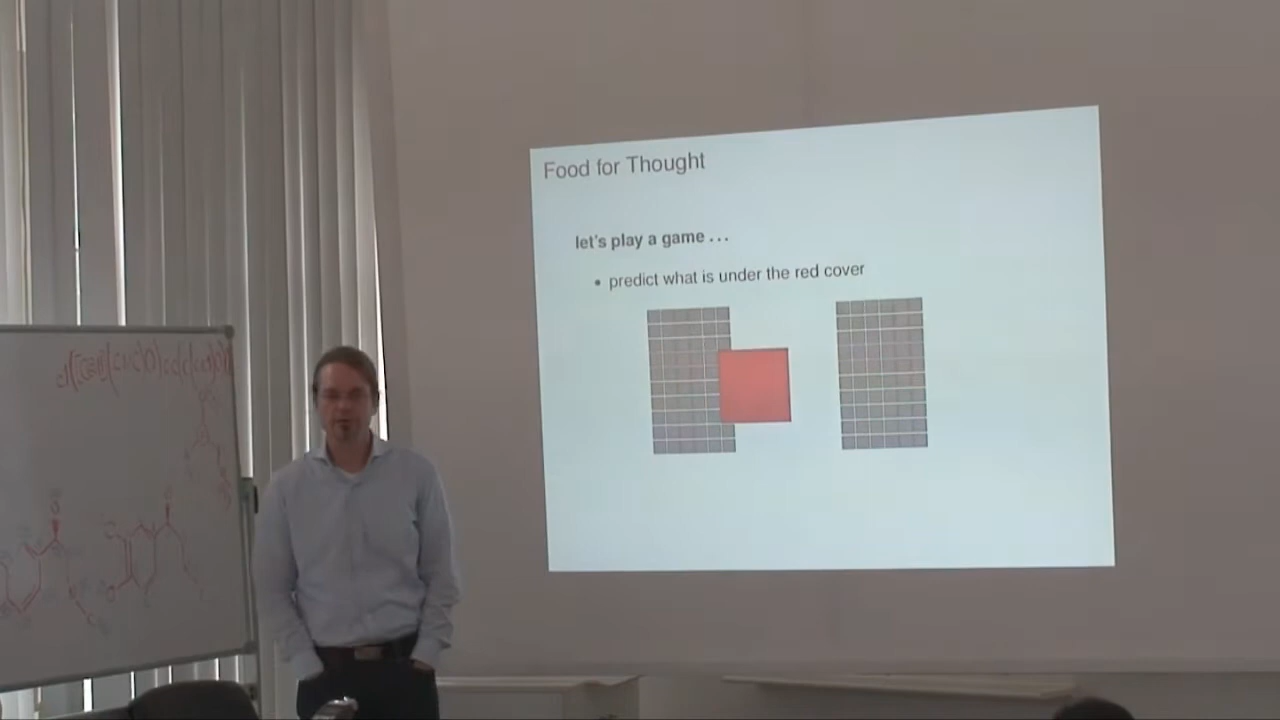 Food for Thought
let's play a game ...
• predict what is under the red cover